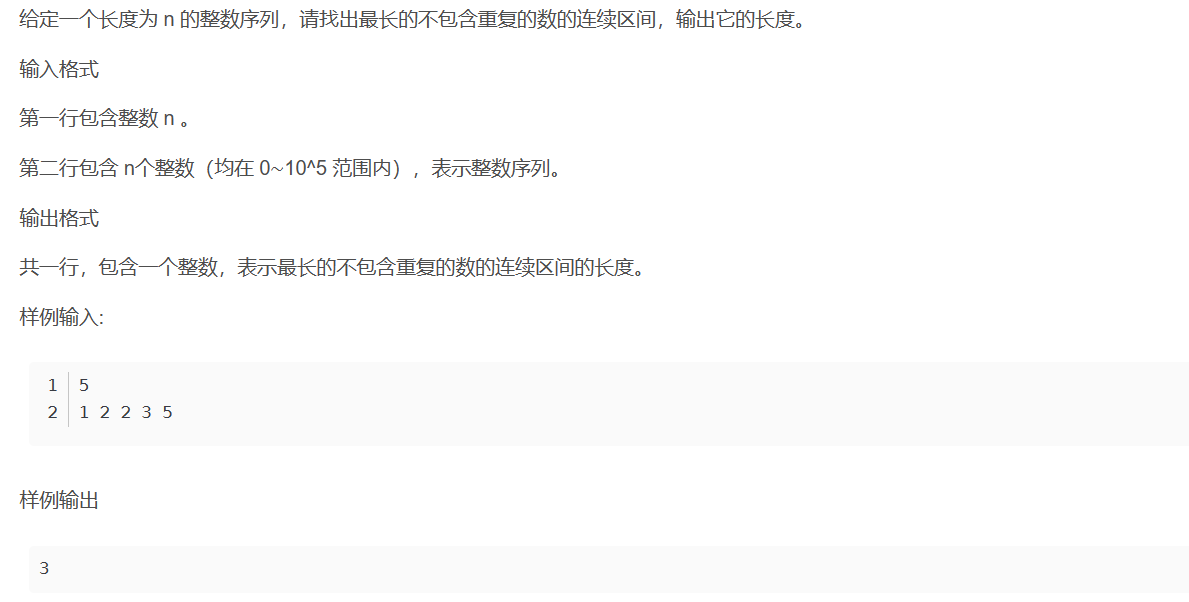 给定一个长度为 n 的整数序列，请找出最长的不包含重复的数的连续区间，输出它的长度。
输入格式
第一行包含整数 n 。
第二行包含 n个整数（均在 0~10^5 范围内），表示整数序列。
输出格式
共一行，包含一个整数，表示最长的不包含重复的数的连续区间的长度。
样例输入:
1 5
2 1 2 2 3 5
样例输出
3